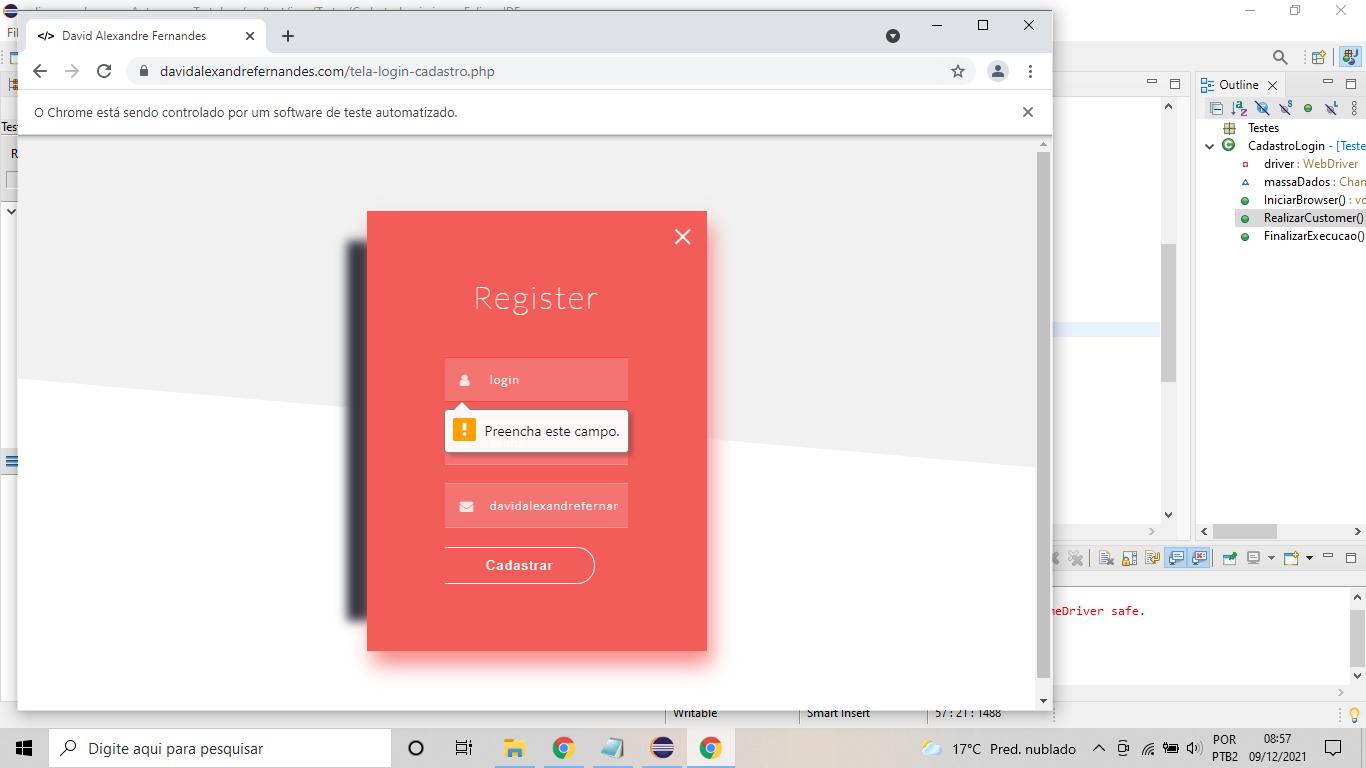 Fil
David Alexandre Fernandes
davidalexandrefernandes.com/tela-login-cadastro.php
O Chrome está sendo controlado por um software de teste automatizado.
Test
R
Outline
Testes
CadastroLogin - [Teste
driver : WebDriver
massaDados : Chan
IniciarBrowser() : vo
RealizarCustomer()
FinalizarExecucao()
Register
login
Preencha este campo.
davidalexandrefernar
Cadastrar
meDriver safe.
Writable
Smart Insert
57 : 21 : 1488
Digite aqui para pesquisar
17°C Pred. nublado
POR
PTB2
08:57
09/12/2021